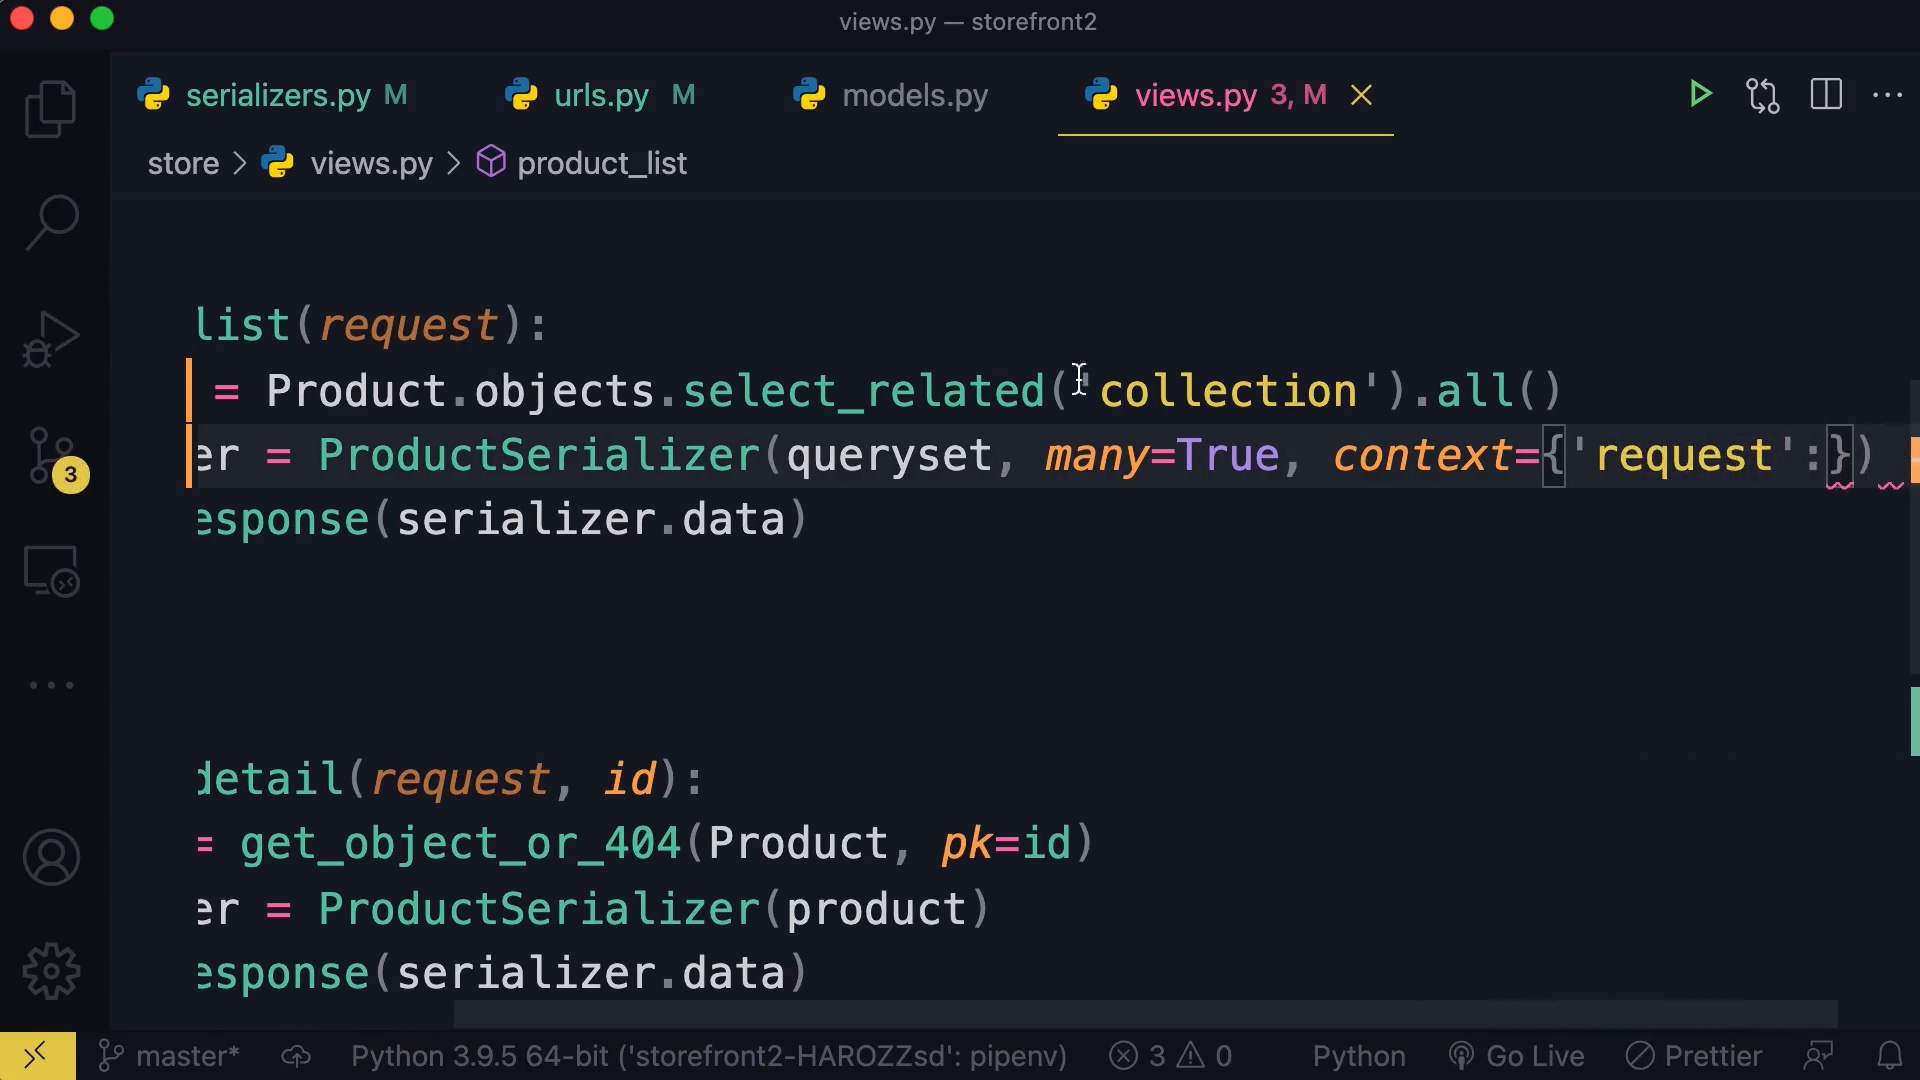 views.py — storefront2
serializers.py M urls.py M models.py views.py 3, M
store > views.py > product_list
list(request):
= Product.objects.select_related('collection').all()
er = ProductSerializer(queryset, many=True, context={'request':})
esponse(serializer.data)
detail(request, id):
= get_object_or_404(Product, pk=id)
er = ProductSerializer(product)
esponse(serializer.data)
3
master* Python 3.9.5 64-bit ('storefront2-HAROZZsd': pipenv) 3 0 Python Go Live Prettier